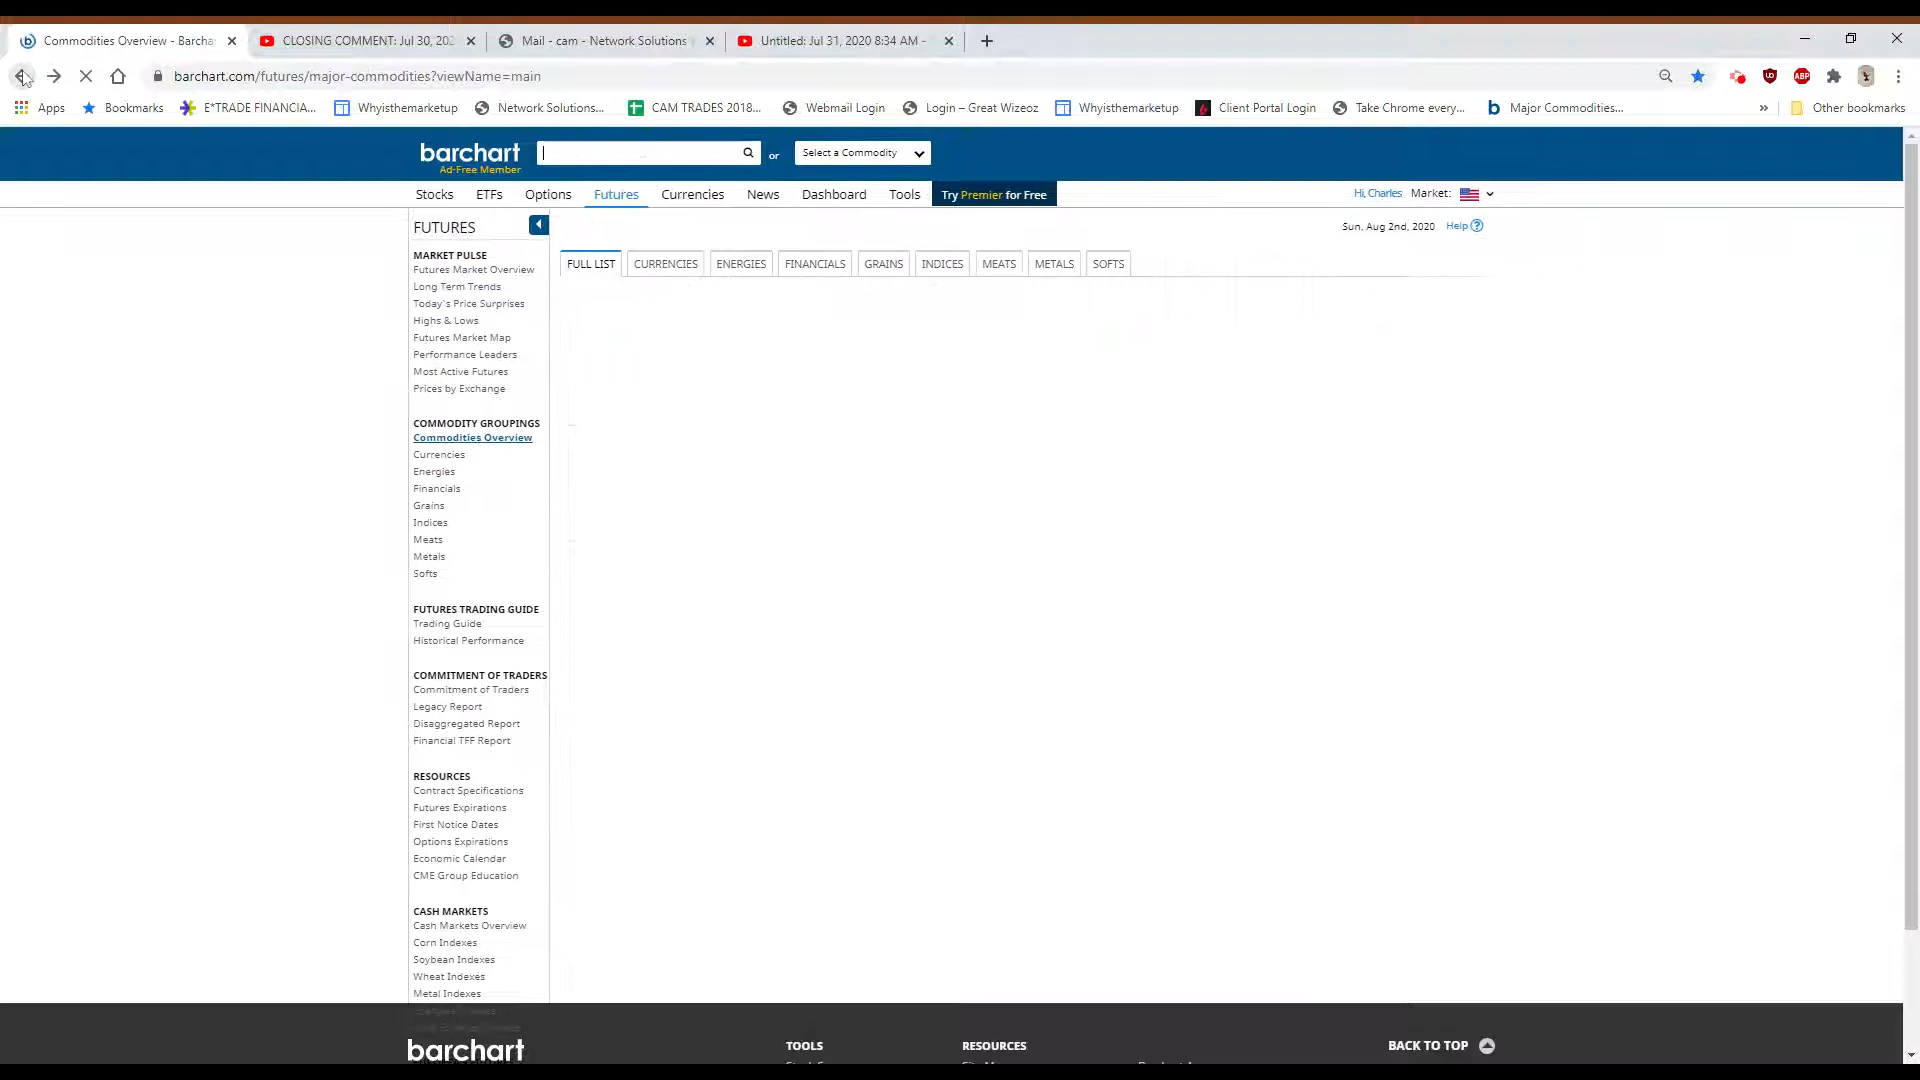 Commodities Overview - Barcha
CLOSING COMMENT: Jul 30, 202
Mail - cam - Network Solutions
Untitled: Jul 31, 2020 8:34 AM -
barchart.com/futures/major-commodities?viewName=main
Apps
Bookmarks
E*TRADE FINANCIA...
Whyisthemarketup
Network Solutions...
CAM TRADES 2018...
Webmail Login
Login – Great Wizeoz
Whyisthemarketup
Client Portal Login
Take Chrome every...
Major Commodities...
Other bookmarks
barchart
Ad-Free Member
or
Select a Commodity
Stocks
ETFs
Options
Futures
Currencies
News
Dashboard
Tools
Try Premier for Free
Hi, Charles
Market:
FUTURES
Sun, Aug 2nd, 2020
Help
FULL LIST
CURRENCIES
ENERGIES
FINANCIALS
GRAINS
INDICES
MEATS
METALS
SOFTS
MARKET PULSE
Futures Market Overview
Long Term Trends
Today`s Price Surprises
Highs & Lows
Futures Market Map
Performance Leaders
Most Active Futures
Prices by Exchange
COMMODITY GROUPINGS
Commodities Overview
Currencies
Energies
Financials
Grains
Indices
Meats
Metals
Softs
FUTURES TRADING GUIDE
Trading Guide
Historical Performance
COMMITMENT OF TRADERS
Commitment of Traders
Legacy Report
Disaggregated Report
Financial TFF Report
RESOURCES
Contract Specifications
Futures Expirations
First Notice Dates
Options Expirations
Economic Calendar
CME Group Education
CASH MARKETS
Cash Markets Overview
Corn Indexes
Soybean Indexes
Wheat Indexes
Metal Indexes
barchart
TOOLS
RESOURCES
BACK TO TOP